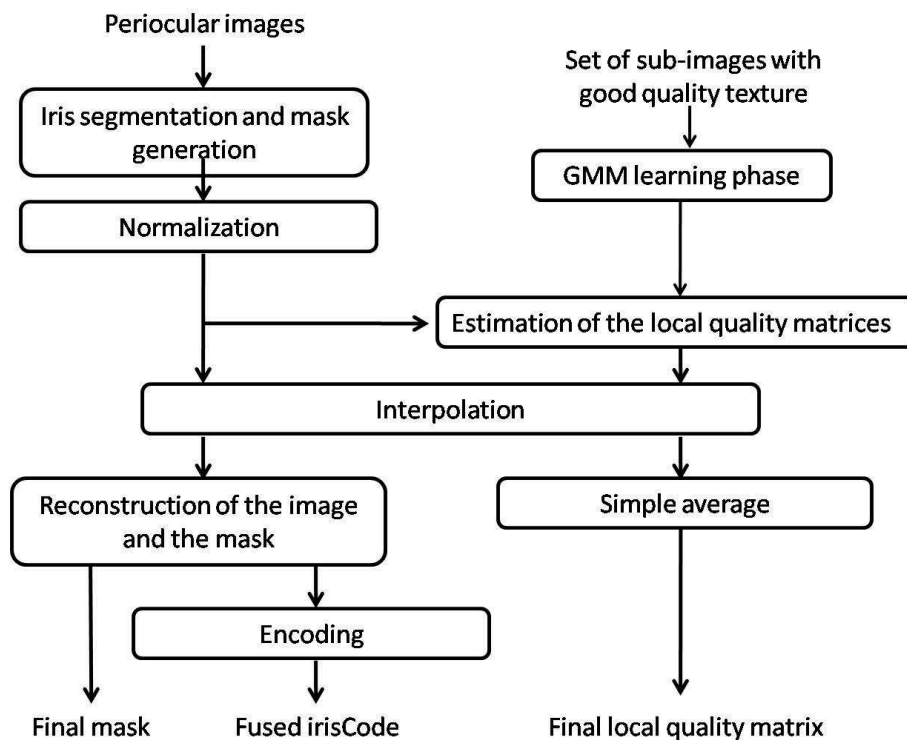 Periocular images
Set of sub-images with
good quality texture
Iris segmentation and mask
generation
GMM learning phase
Normalization
Estimation of the local quality matrices
Interpolation
Reconstruction of the image
and the mask
Simple average
Encoding
Final mask
Fused irisCode
Final local quality matrix